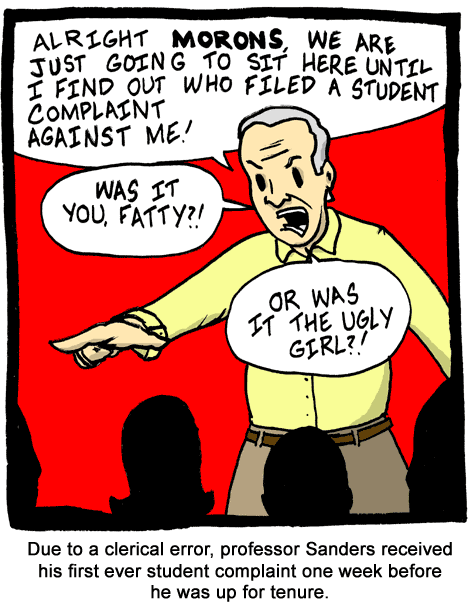 ALRIGHT MORONS, WE ARE
JUST GOING TO SIT HERE UNTIL
I FIND OUT WHO FILED A STUDENT
COMPLAINT
AGAINST ME!
WAS IT
YOU, FATTY?!
OR WAS
IT THE UGLY
GIRL?!
Due to a clerical error, professor Sanders received
his first ever student complaint one week before
he was up for tenure.